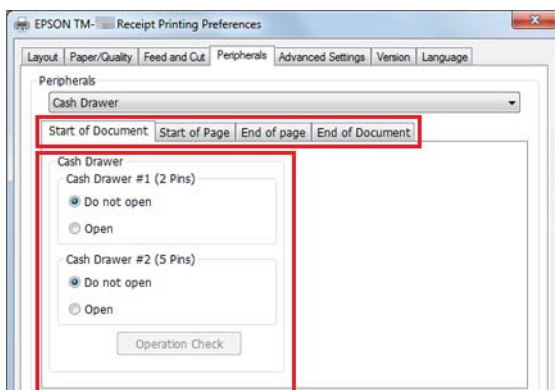 EPSON TM- Receipt Printing Preferences
Layout Paper/Quality Feed and Cut Peripherals Advanced Settings Version Language
Peripherals
Cash Drawer
Start of Document Start of Page End of page End of Document
Cash Drawer
Cash Drawer #1 (2 Pins)
Do not open
Open
Cash Drawer #2 (5 Pins)
Do not open
Open
Operation Check